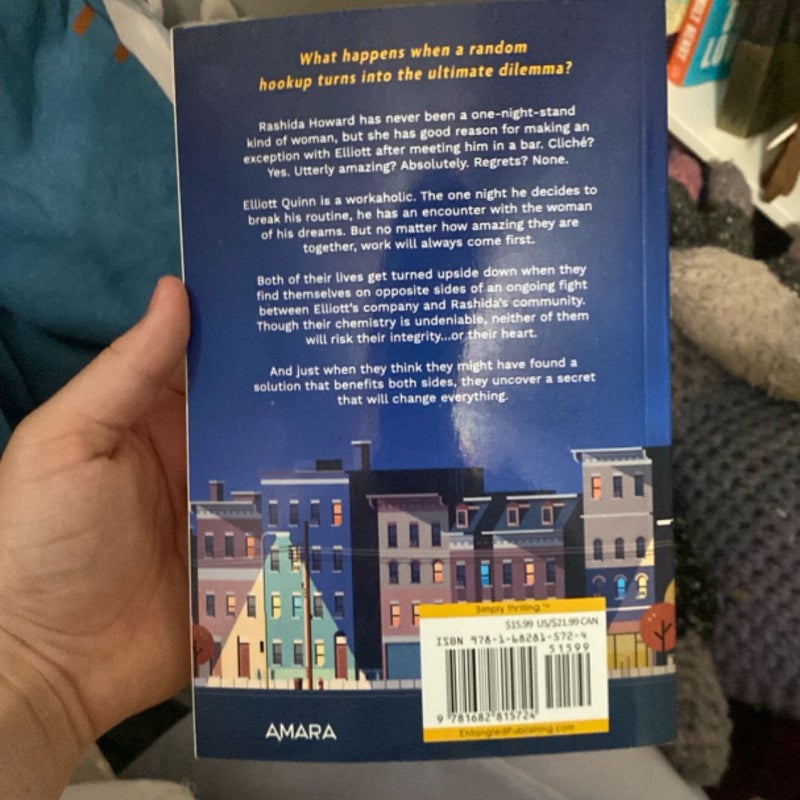 What happens when a random
hookup turns into the ultimate dilemma?
Rashida Howard has never been a one-night-stand
kind of woman, but she has good reason for making an
exception with Elliott after meeting him in a bar. Cliché?
Yes. Utterly amazing? Absolutely. Regrets? None.
Elliott Quinn is a workaholic. The one night he decides to
break his routine, he has an encounter with the woman
of his dreams. But no matter how amazing they are
together, work will always come first.
Both of their lives get turned upside down when they
find themselves on opposite sides of an ongoing fight
between Elliott's company and Rashida's community.
Though their chemistry is undeniable, neither of them
will risk their integrity...or their heart.
And just when they think they might have found a
solution that benefits both sides, they uncover a secret
that will change everything.
Simply thrilling.™
$15.99 US/$21.99 CAN
ISBN 978-1-68281-572-4
51599
9 781682 815724
EntangledPublishing.com
AMARA